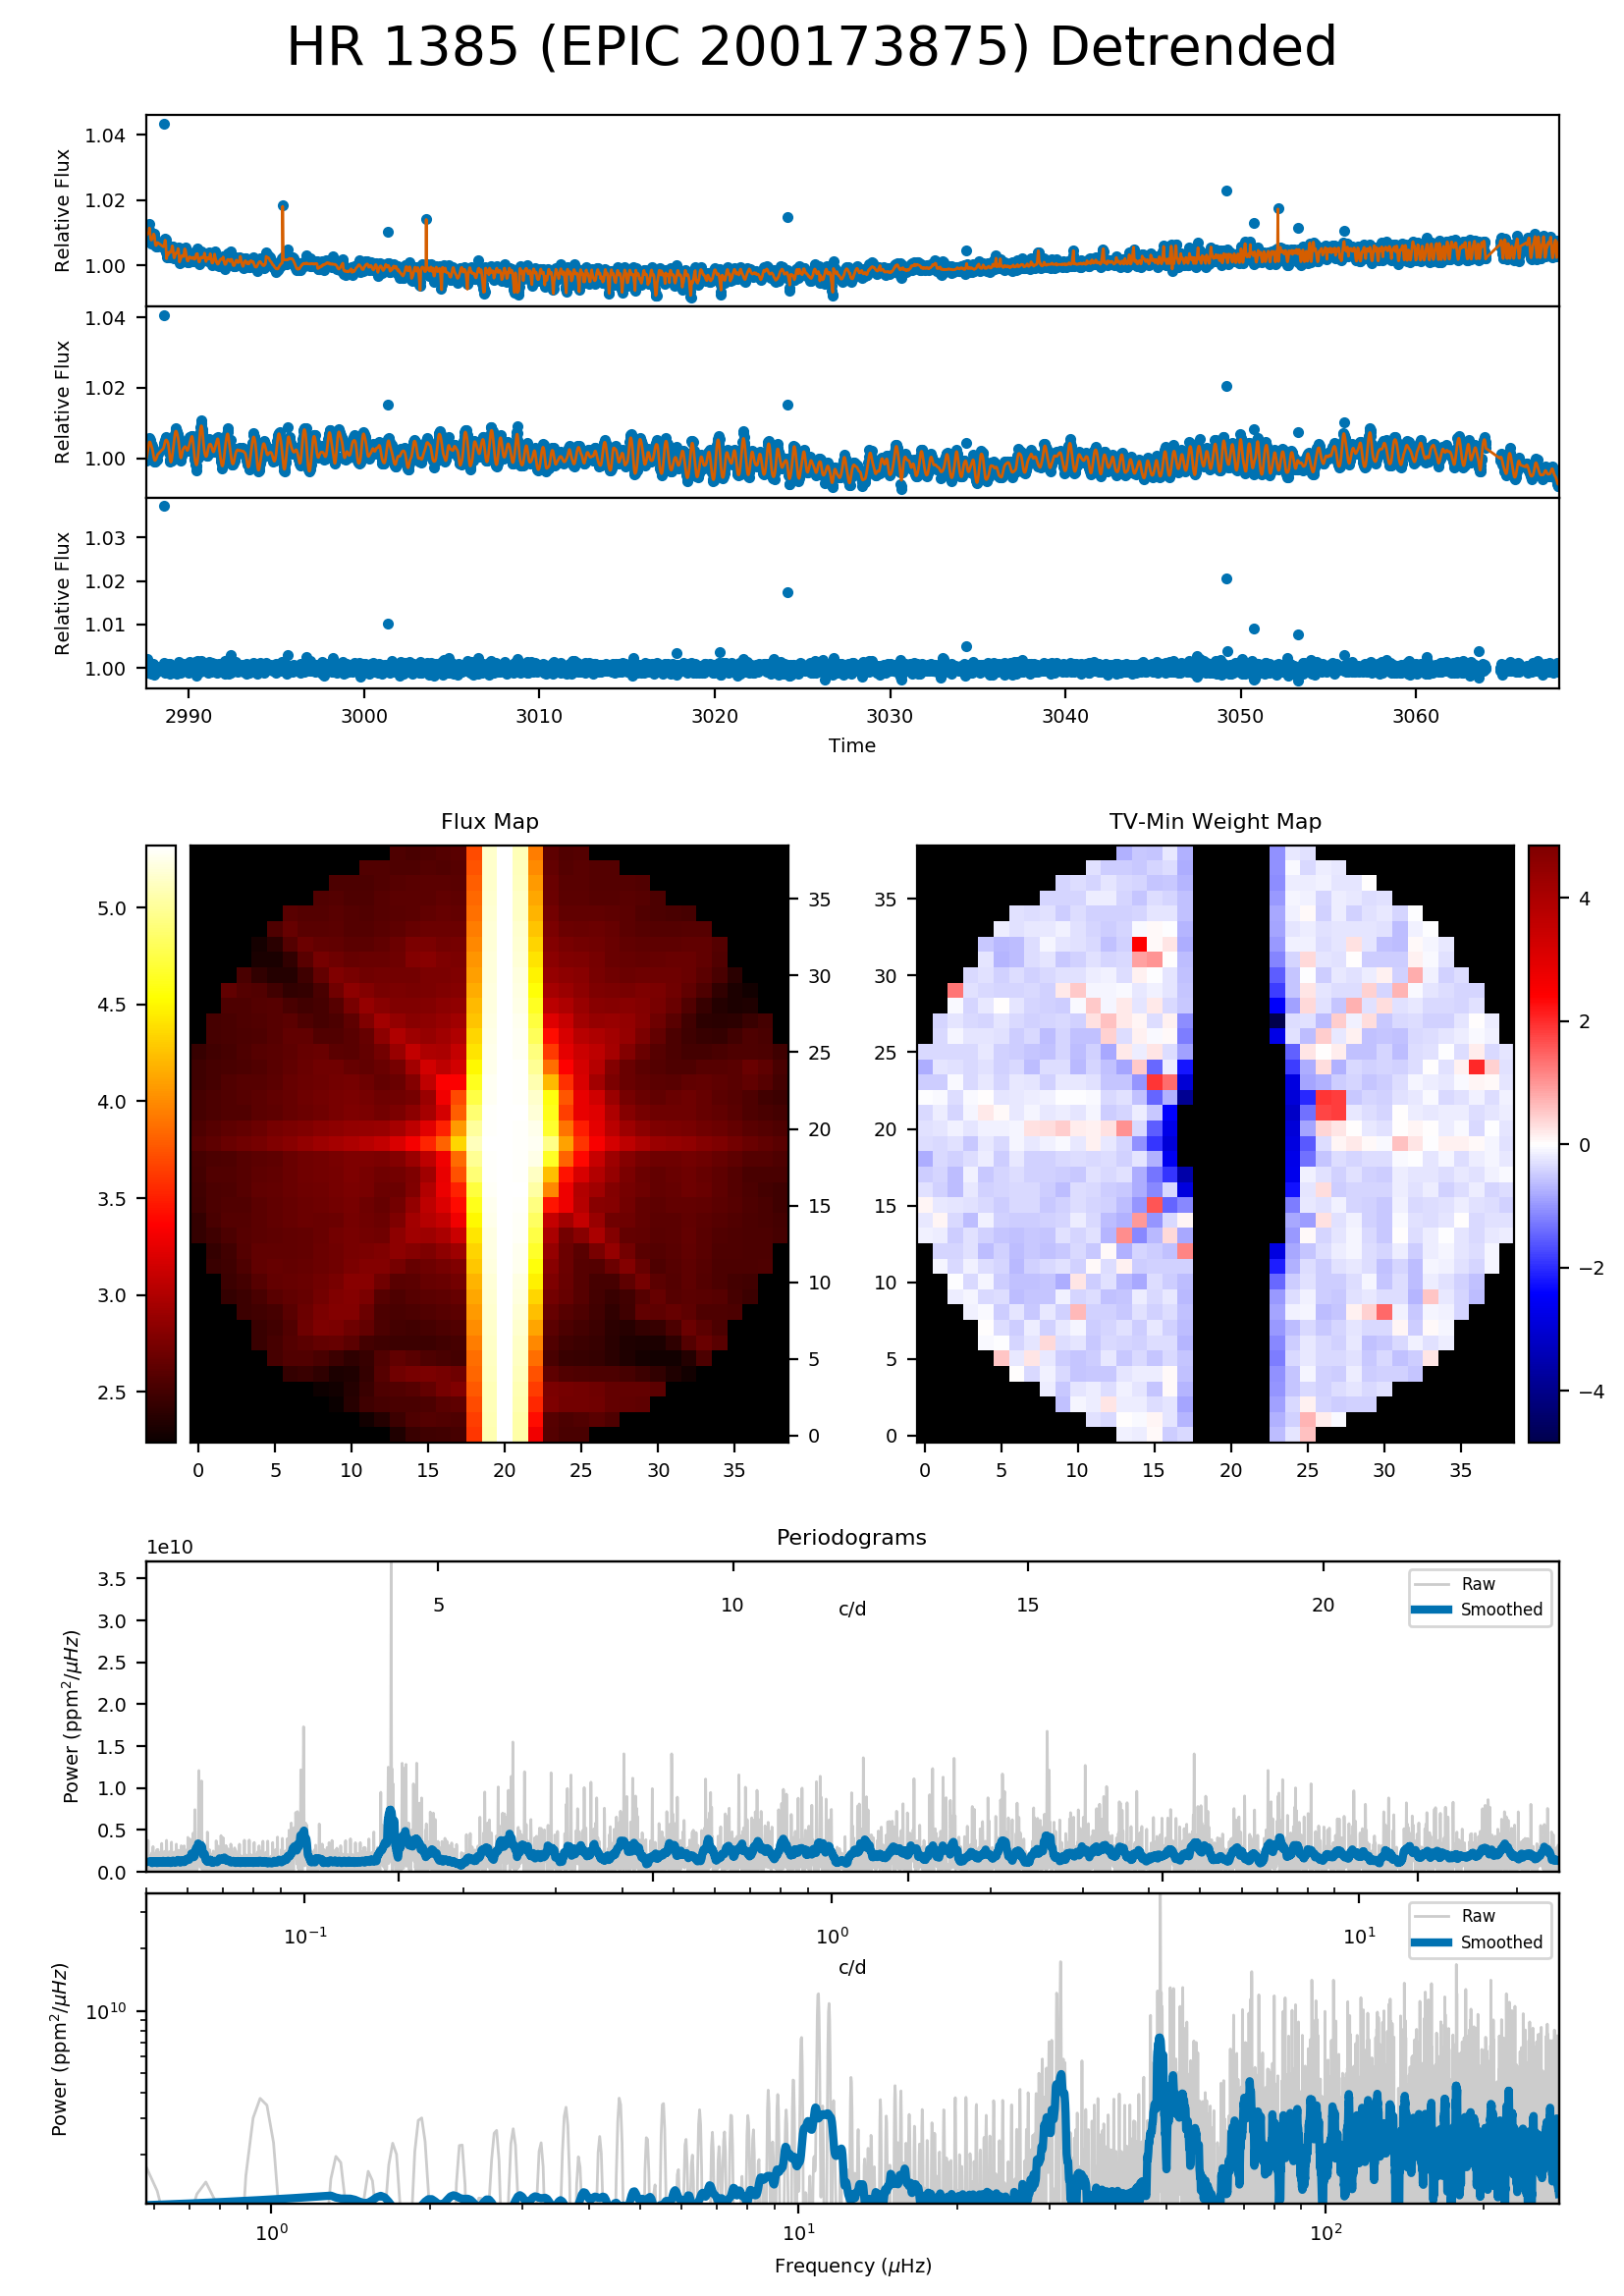 HR 1385 (EPIC 200173875) Detrended
Relative Flux
1.04
1.02
1.00
Relative Flux
1.04
1.02
1.00
Relative Flux
1.03
1.02
1.01
1.00
2990 3000 3010 3020 3030 3040 3050 3060
Time
Flux Map
5.0
4.5
4.0
3.5
3.0
2.5
35
30
25
20
15
10
5
0
0 5 10 15 20 25 30 35
TV-Min Weight Map
35
30
25
20
15
10
5
0
0 5 10 15 20 25 30 35
4
2
0
−2
−4
Periodograms
1e10
Power (ppm²/μHz)
3.5
3.0
2.5
2.0
1.5
1.0
0.5
0.0
5 10 15 20
c/d
Raw
Smoothed
Power (ppm²/μHz)
10¹⁰
10⁻¹ 10⁰ 10¹
c/d
Raw
Smoothed
10⁰ 10¹ 10²
Frequency (μHz)